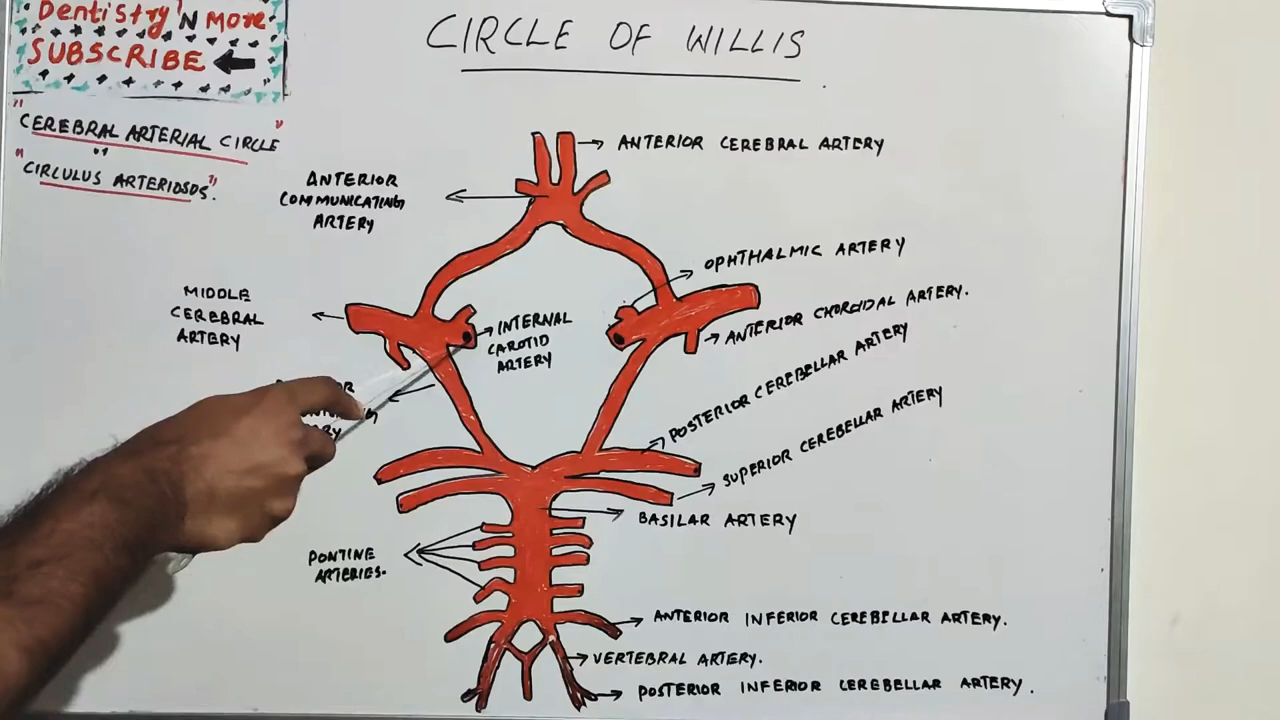 Dentistry 'N more
SUBSCRIBE
CIRCLE OF WILLIS
"CEREBRAL ARTERIAL CIRCLE"
"CIRCULUS ARTERIOSOS".
ANTERIOR CEREBRAL ARTERY
ANTERIOR
COMMUNICATING
ARTERY
OPHTHALMIC ARTERY
MIDDLE
CEREBRAL
ARTERY
INTERNAL
CAROTID
ARTERY
ANTERIOR CHOROIDAL ARTERY.
POSTERIOR CEREBELLAR ARTERY
SUPERIOR CEREBELLAR ARTERY
BASILAR ARTERY
PONTINE
ARTERIES.
ANTERIOR INFERIOR CEREBELLAR ARTERY.
VERTEBRAL ARTERY.
POSTERIOR INFERIOR CEREBELLAR ARTERY.